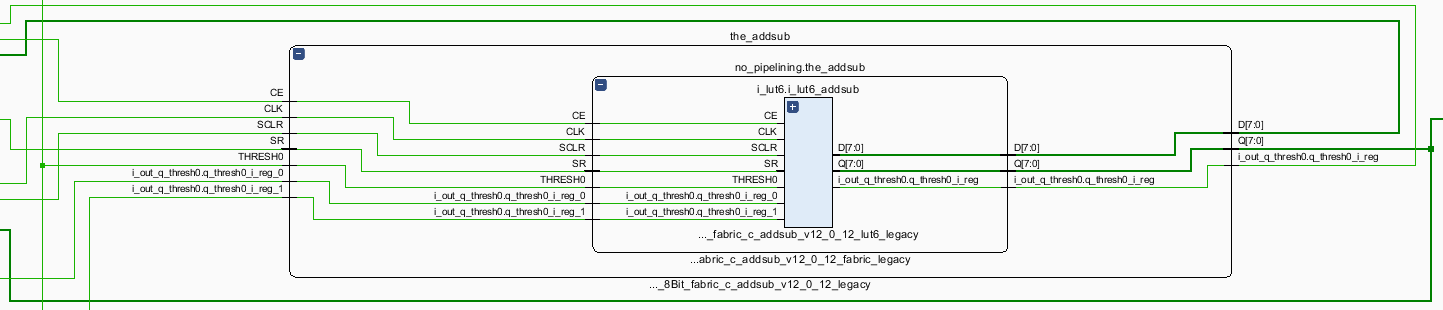 the_addsub
no_pipelining.the_addsub
i_lut6.i_lut6_addsub
CE
CLK
SCLR
SR
THRESH0
i_out_q_thresh0.q_thresh0_i_reg_0
i_out_q_thresh0.q_thresh0_i_reg_1
CE
CLK
SCLR
SR
THRESH0
i_out_q_thresh0.q_thresh0_i_reg_0
i_out_q_thresh0.q_thresh0_i_reg_1
CE
CLK
SCLR
SR
THRESH0
i_out_q_thresh0.q_thresh0_i_reg_0
i_out_q_thresh0.q_thresh0_i_reg_1
D[7:0]
Q[7:0]
i_out_q_thresh0.q_thresh0_i_reg
D[7:0]
Q[7:0]
i_out_q_thresh0.q_thresh0_i_reg
D[7:0]
Q[7:0]
i_out_q_thresh0.q_thresh0_i_reg
..._fabric_c_addsub_v12_0_12_lut6_legacy
...abric_c_addsub_v12_0_12_fabric_legacy
..._8Bit_fabric_c_addsub_v12_0_12_legacy